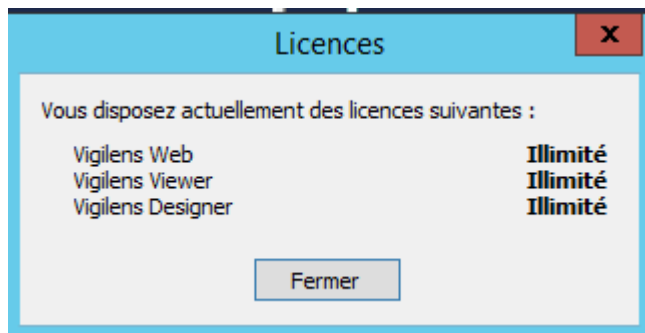 Licences
x
Vous disposez actuellement des licences suivantes :
Vigilens Web Illimité
Vigilens Viewer Illimité
Vigilens Designer Illimité
Fermer